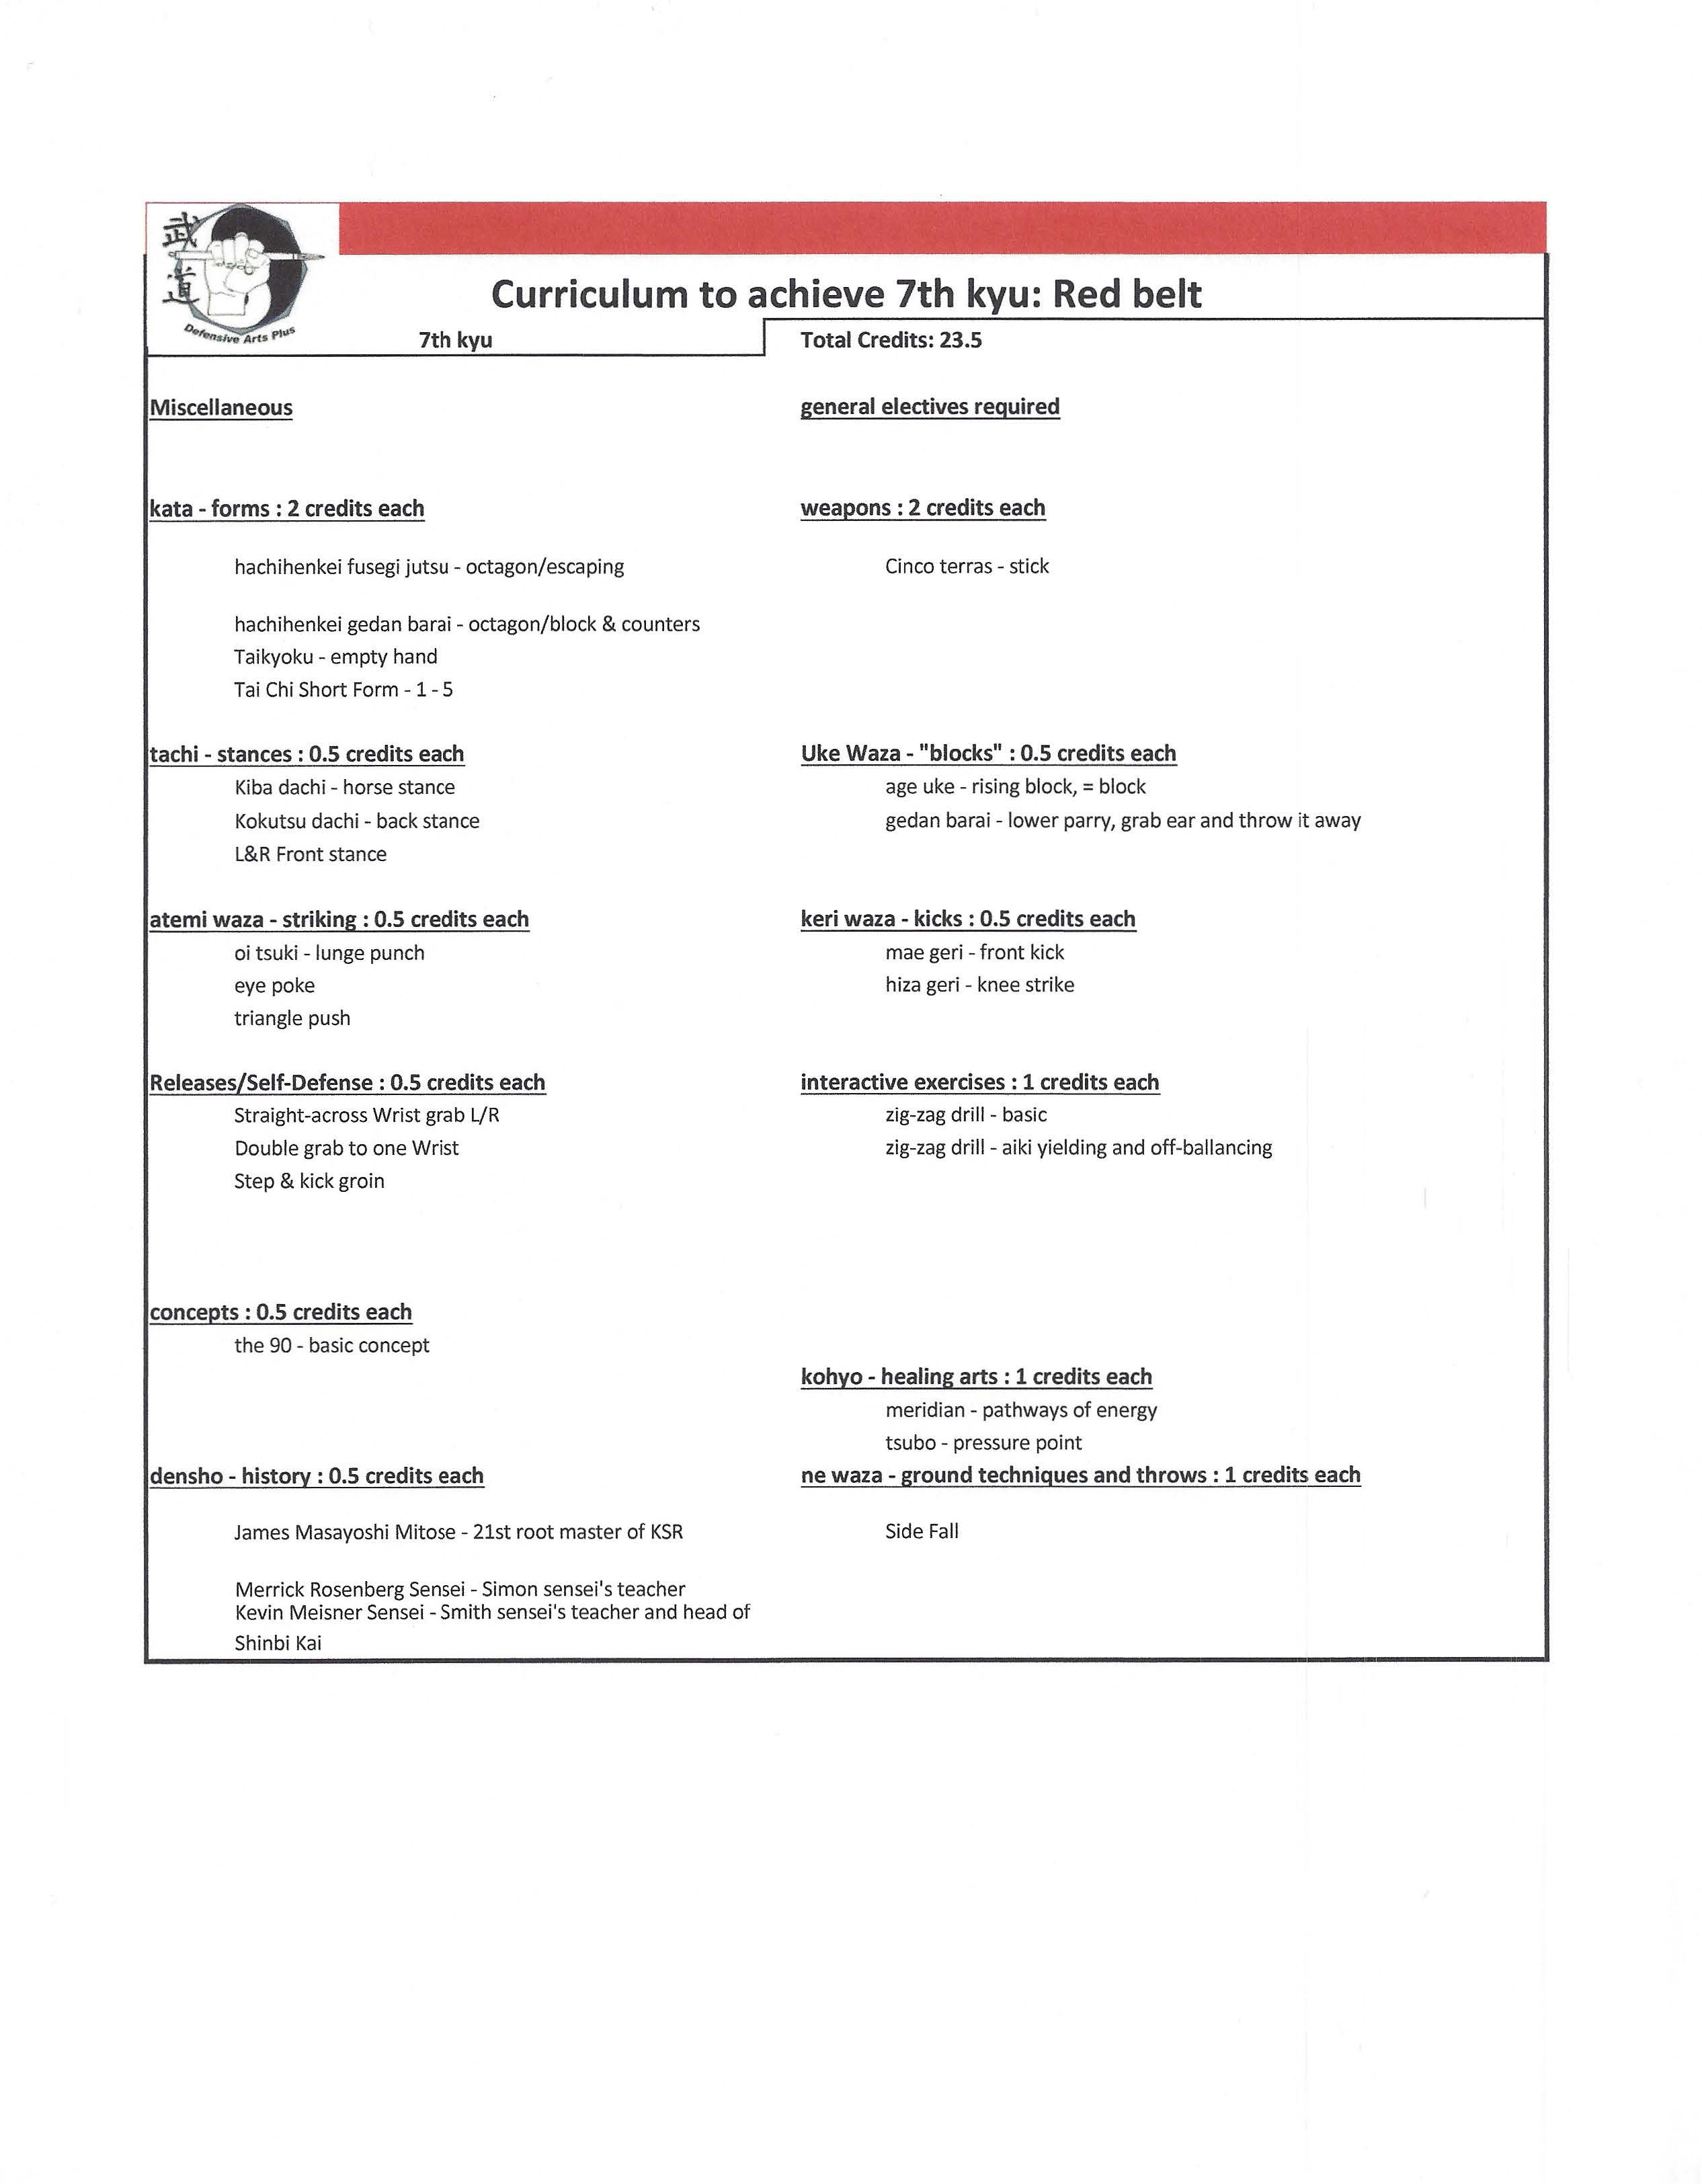 武
道
Defensive Arts Plus
Curriculum to achieve 7th kyu: Red belt
7th kyu
Total Credits: 23.5
Miscellaneous
general electives required
kata - forms : 2 credits each
weapons : 2 credits each
hachihenkei fusegi jutsu - octagon/escaping
Cinco terras - stick
hachihenkei gedan barai - octagon/block & counters
Taikyoku - empty hand
Tai Chi Short Form - 1 - 5
tachi - stances : 0.5 credits each
Uke Waza - "blocks" : 0.5 credits each
Kiba dachi - horse stance
age uke - rising block, = block
Kokutsu dachi - back stance
gedan barai - lower parry, grab ear and throw it away
L&R Front stance
atemi waza - striking : 0.5 credits each
keri waza - kicks : 0.5 credits each
oi tsuki - lunge punch
mae geri - front kick
eye poke
hiza geri - knee strike
triangle push
Releases/Self-Defense : 0.5 credits each
interactive exercises : 1 credits each
Straight-across Wrist grab L/R
zig-zag drill - basic
Double grab to one Wrist
zig-zag drill - aiki yielding and off-ballancing
Step & kick groin
concepts : 0.5 credits each
the 90 - basic concept
kohyo - healing arts : 1 credits each
meridian - pathways of energy
tsubo - pressure point
densho - history : 0.5 credits each
ne waza - ground techniques and throws : 1 credits each
James Masayoshi Mitose - 21st root master of KSR
Side Fall
Merrick Rosenberg Sensei - Simon sensei's teacher
Kevin Meisner Sensei - Smith sensei's teacher and head of
Shinbi Kai